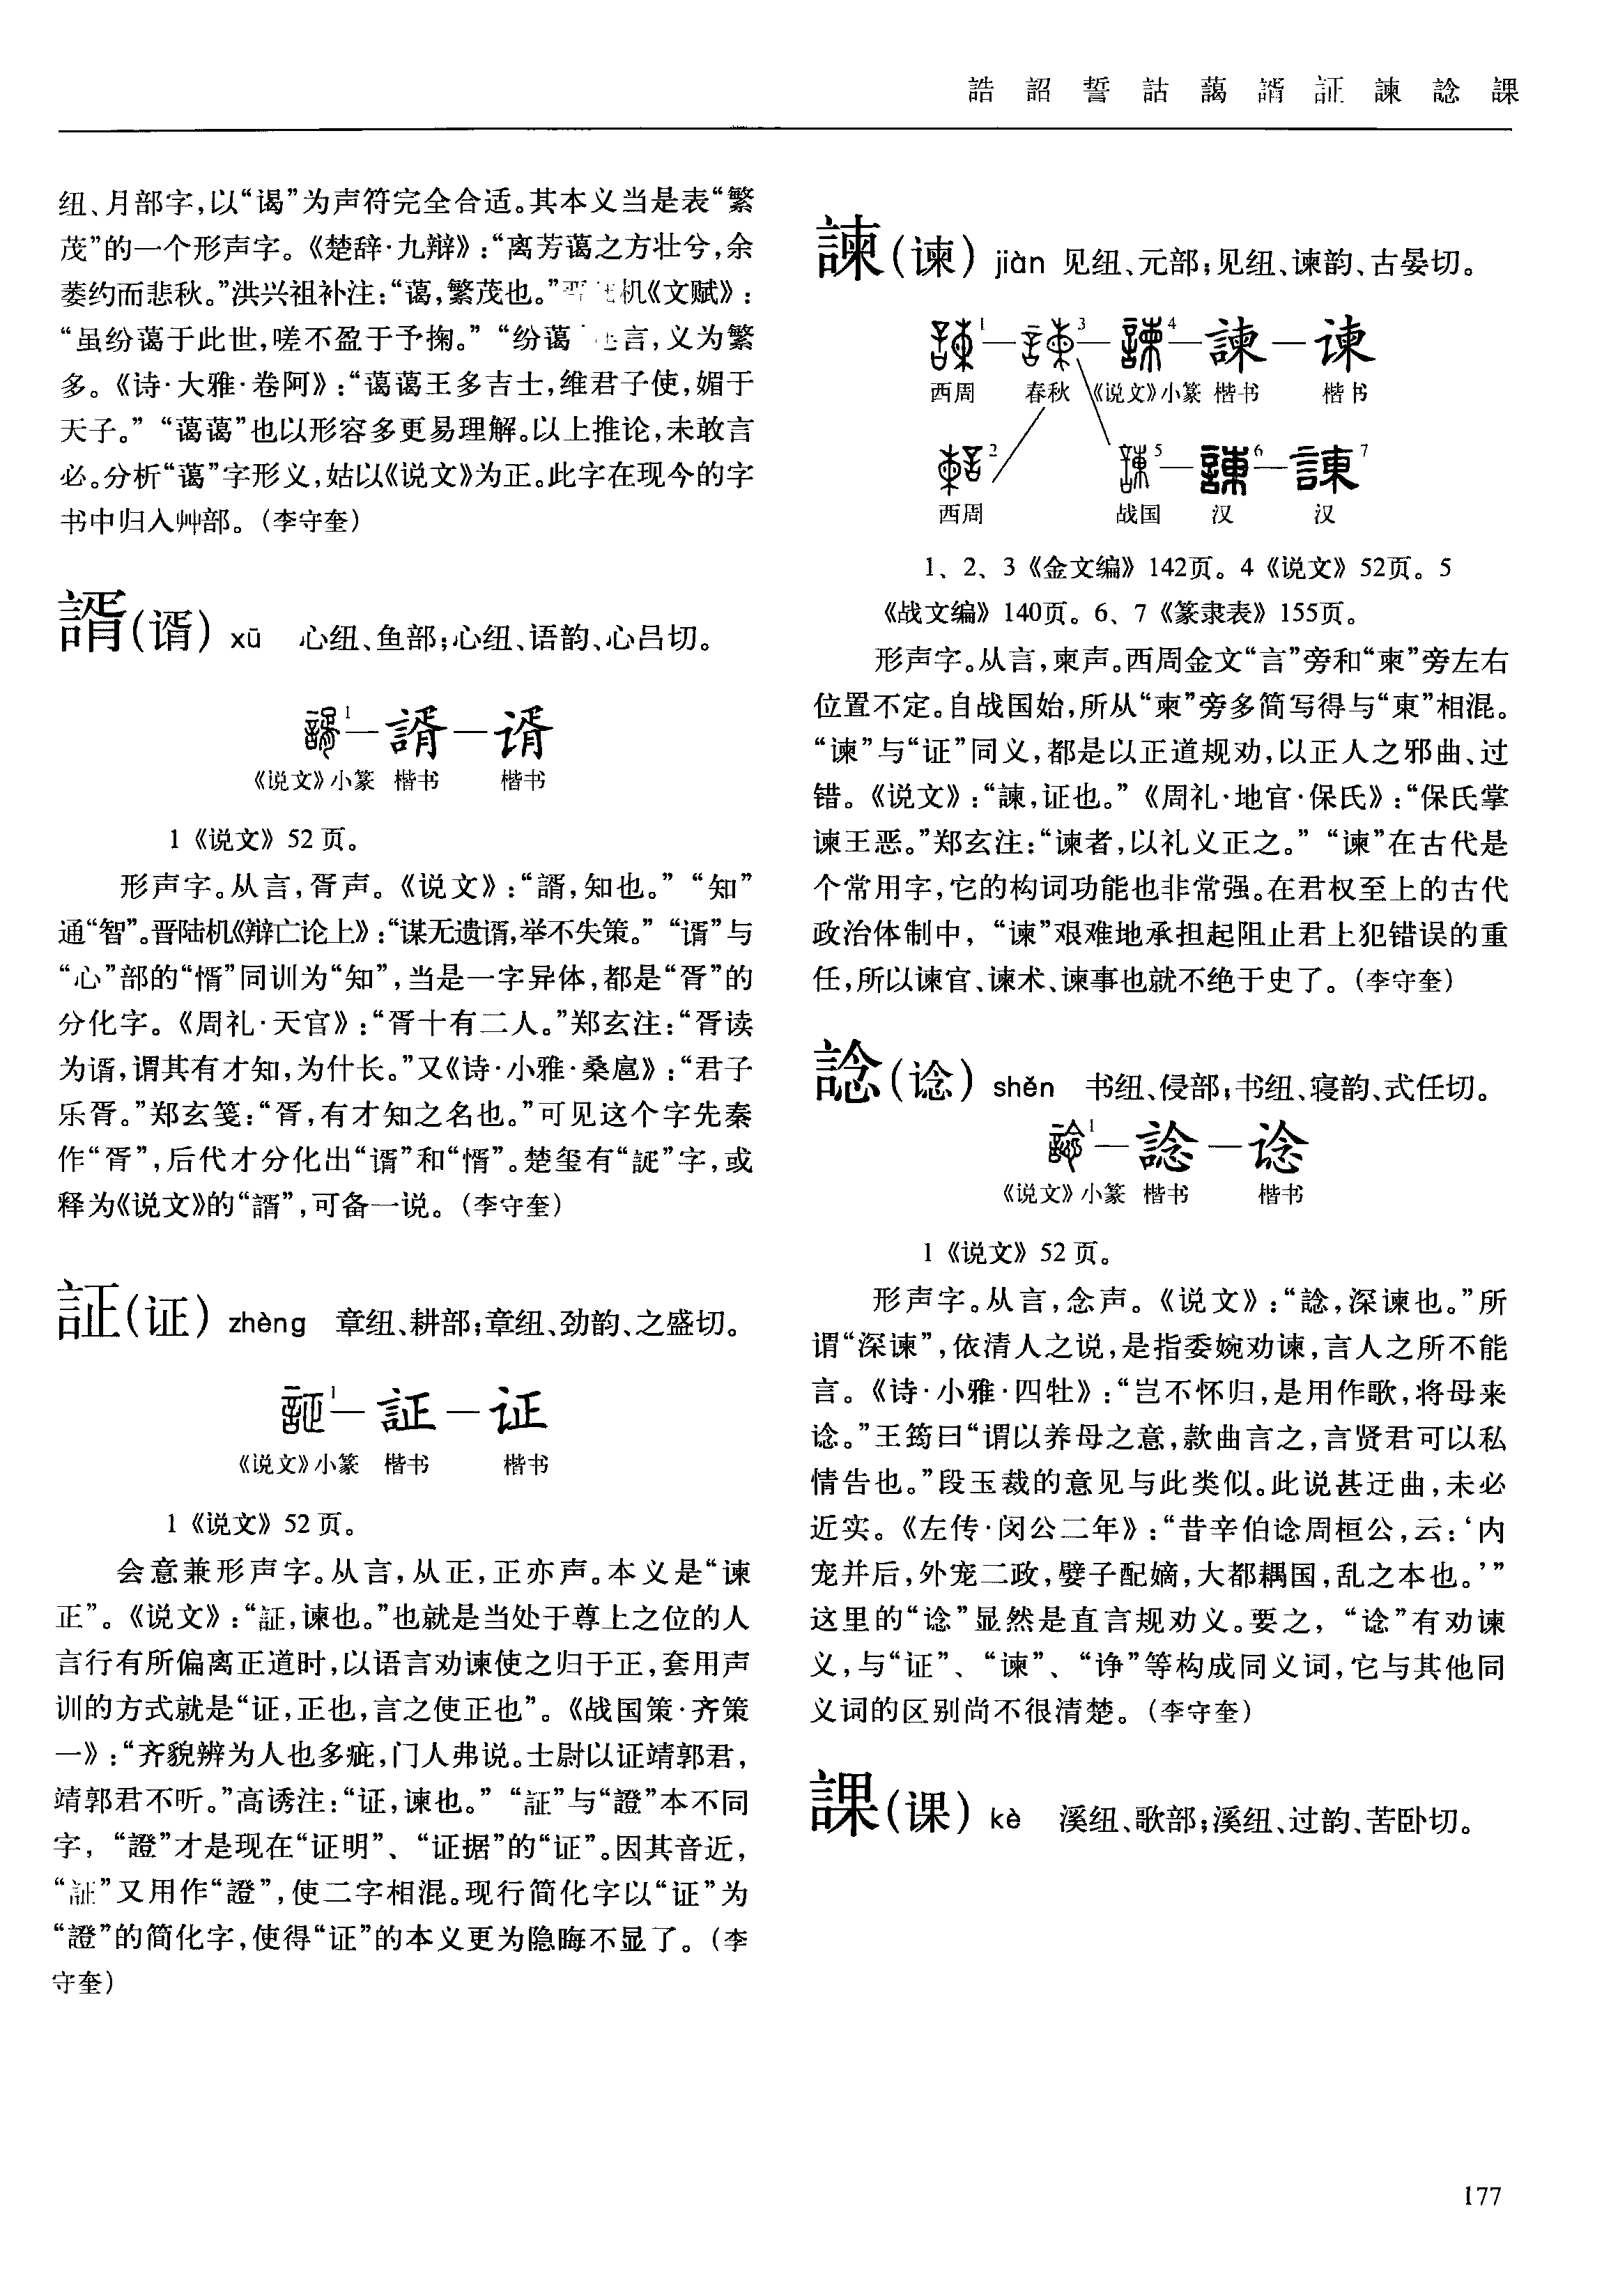 誥 詔 誓 詁 藹 諝 証 諫 諗 課
纽、月部字,以“谒”为声符完全合适。其本义当是表“繁
茂”的一个形声字。《楚辞·九辩》:“离芳蔼之方壮兮,余
萎约而悲秋。”洪兴祖补注:“蔼,繁茂也。”机《文赋》:
“虽纷蔼于此世,嗟不盈于予掬。” “纷蔼 言,义为繁
多。《诗·大雅·卷阿》:“蔼蔼王多吉士,维君子使,媚于
天子。” “蔼蔼”也以形容多更易理解。以上推论,未敢言
必。分析“蔼”字形义,姑以《说文》为正。此字在现今的字
书中归入艸部。(李守奎)
諝(谞) xū 心纽、鱼部;心纽、语韵、心吕切。
諝1—諝—谞
《说文》小篆 楷书 楷书
1《说文》52页。
形声字。从言,胥声。《说文》:“諝,知也。” “知”
通“智”。晋陆机《辩亡论上》:“谋无遗谞,举不失策。” “谞”与
“心”部的“惰”同训为“知”,当是一字异体,都是“胥”的
分化字。《周礼·天官》:“胥十有二人。”郑玄注:“胥读
为谞,谓其有才知,为什长。”又《诗·小雅·桑扈》:“君子
乐胥。”郑玄笺:“胥,有才知之名也。”可见这个字先秦
作“胥”,后代才分化出“谞”和“惰”。楚玺有“”字,或
释为《说文》的“諝”,可备一说。(李守奎)
証(证) zhèng 章纽、耕部;章纽、劲韵、之盛切。
証1—証—证
《说文》小篆 楷书 楷书
1《说文》52页。
会意兼形声字。从言,从正,正亦声。本义是“谏
正”。《说文》:“証,谏也。”也就是当处于尊上之位的人
言行有所偏离正道时,以语言劝谏使之归于正,套用声
训的方式就是“证,正也,言之使正也”。《战国策·齐策
一》:“齐貌辨为人也多疵,门人弗说。士尉以证靖郭君,
靖郭君不听。”高诱注:“证,谏也。” “証”与“證”本不同
字, “證”才是现在“证明”、“证据”的“证”。因其音近,
“証”又用作“證”,使二字相混。现行简化字以“证”为
“證”的简化字,使得“证”的本义更为隐晦不显了。(李
守奎)
諫(谏) jiàn 见纽、元部;见纽、谏韵、古晏切。
諫1—諫3—諫4—諫—谏
西周 春秋 《说文》小篆 楷书 楷书
諫2 諫5—諫6—諫7
西周 战国 汉 汉
1、2、3《金文编》142页。4《说文》52页。5
《战文编》140页。6、7《篆隶表》155页。
形声字。从言,柬声。西周金文“言”旁和“柬”旁左右
位置不定。自战国始,所从“柬”旁多简写得与“東”相混。
“谏”与“证”同义,都是以正道规劝,以正人之邪曲、过
错。《说文》:“諫,证也。”《周礼·地官·保氏》:“保氏掌
谏王恶。”郑玄注:“谏者,以礼义正之。” “谏”在古代是
个常用字,它的构词功能也非常强。在君权至上的古代
政治体制中, “谏”艰难地承担起阻止君上犯错误的重
任,所以谏官、谏术、谏事也就不绝于史了。(李守奎)
諗(谂) shěn 书纽、侵部;书纽、寝韵、式任切。
諗1—諗—谂
《说文》小篆 楷书 楷书
1《说文》52页。
形声字。从言,念声。《说文》:“諗,深谏也。”所
谓“深谏”,依清人之说,是指委婉劝谏,言人之所不能
言。《诗·小雅·四牡》:“岂不怀归,是用作歌,将母来
谂。”王筠曰“谓以养母之意,款曲言之,言贤君可以私
情告也。”段玉裁的意见与此类似。此说甚迂曲,未必
近实。《左传·闵公二年》:“昔辛伯谂周桓公,云:‘内
宠并后,外宠二政,嬖子配嫡,大都耦国,乱之本也。’”
这里的“谂”显然是直言规劝义。要之, “谂”有劝谏
义,与“证”、“谏”、“诤”等构成同义词,它与其他同
义词的区别尚不很清楚。(李守奎)
課(课) kè 溪纽、歌部;溪纽、过韵、苦卧切。
177